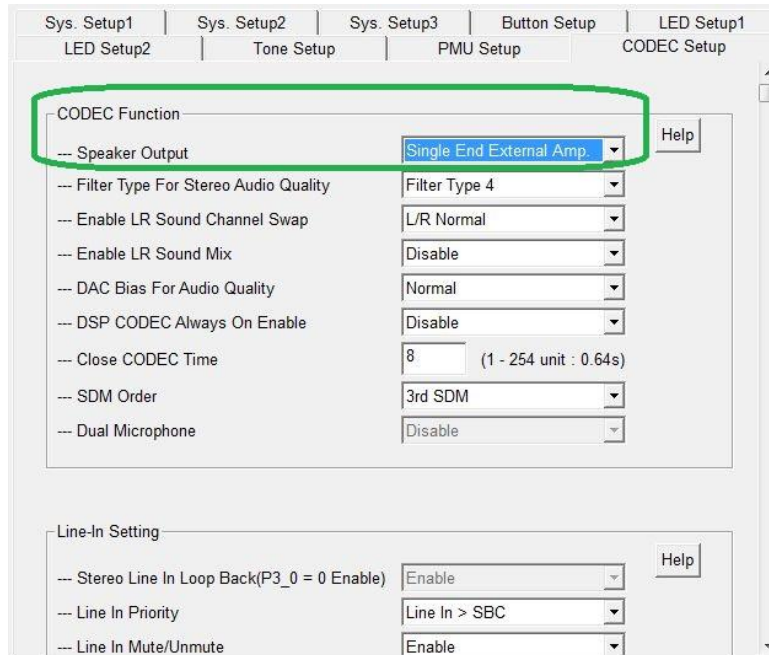 Sys. Setup1 Sys. Setup2 Sys. Setup3 Button Setup LED Setup1
LED Setup2 Tone Setup PMU Setup CODEC Setup
CODEC Function
Help
--- Speaker Output Single End External Amp.
--- Filter Type For Stereo Audio Quality Filter Type 4
--- Enable LR Sound Channel Swap L/R Normal
--- Enable LR Sound Mix Disable
--- DAC Bias For Audio Quality Normal
--- DSP CODEC Always On Enable Disable
--- Close CODEC Time 8 (1 - 254 unit : 0.64s)
--- SDM Order 3rd SDM
--- Dual Microphone Disable
Line-In Setting
Help
--- Stereo Line In Loop Back(P3_0 = 0 Enable) Enable
--- Line In Priority Line In > SBC
--- Line In Mute/Unmute Enable